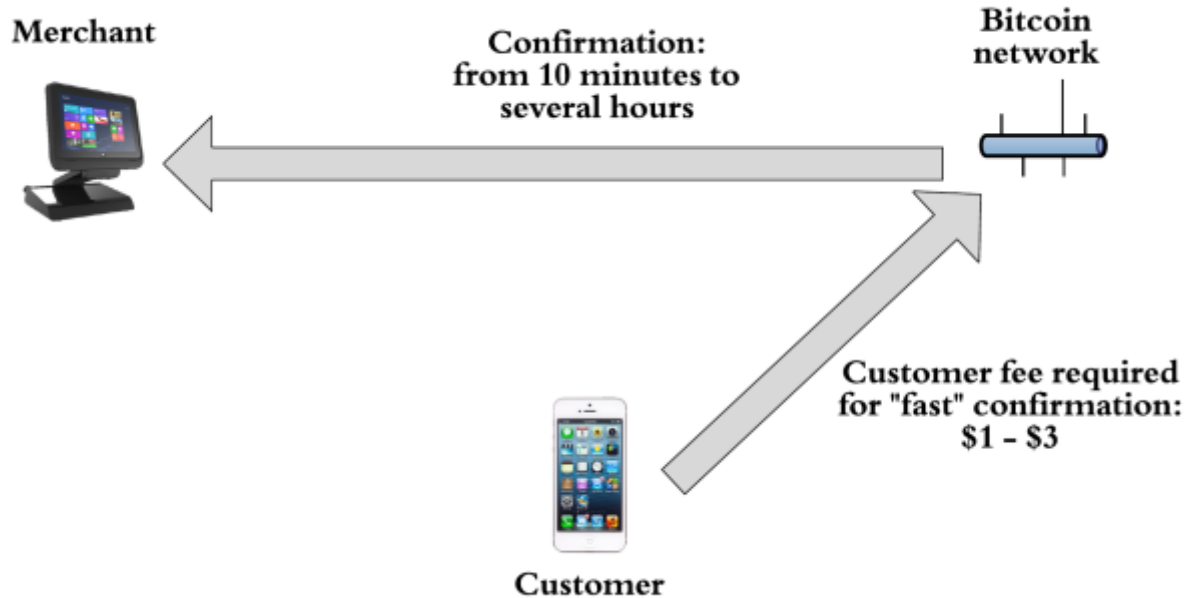 Merchant
Confirmation:
from 10 minutes to
several hours
Bitcoin
network
Customer fee required
for "fast" confirmation:
$1 - $3
Customer